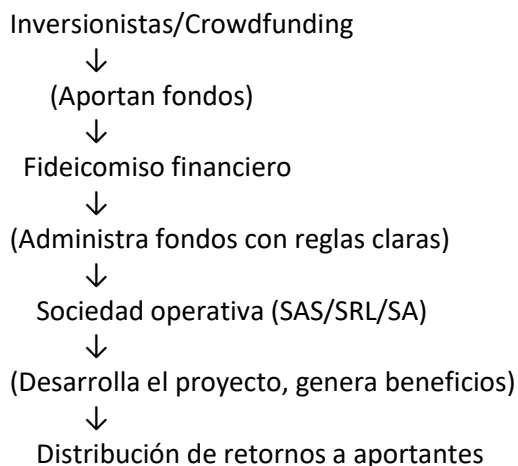 Inversionistas/Crowdfunding
↓
(Aportan fondos)
↓
Fideicomiso financiero
↓
(Administra fondos con reglas claras)
↓
Sociedad operativa (SAS/SRL/SA)
↓
(Desarrolla el proyecto, genera beneficios)
↓
Distribución de retornos a aportantes